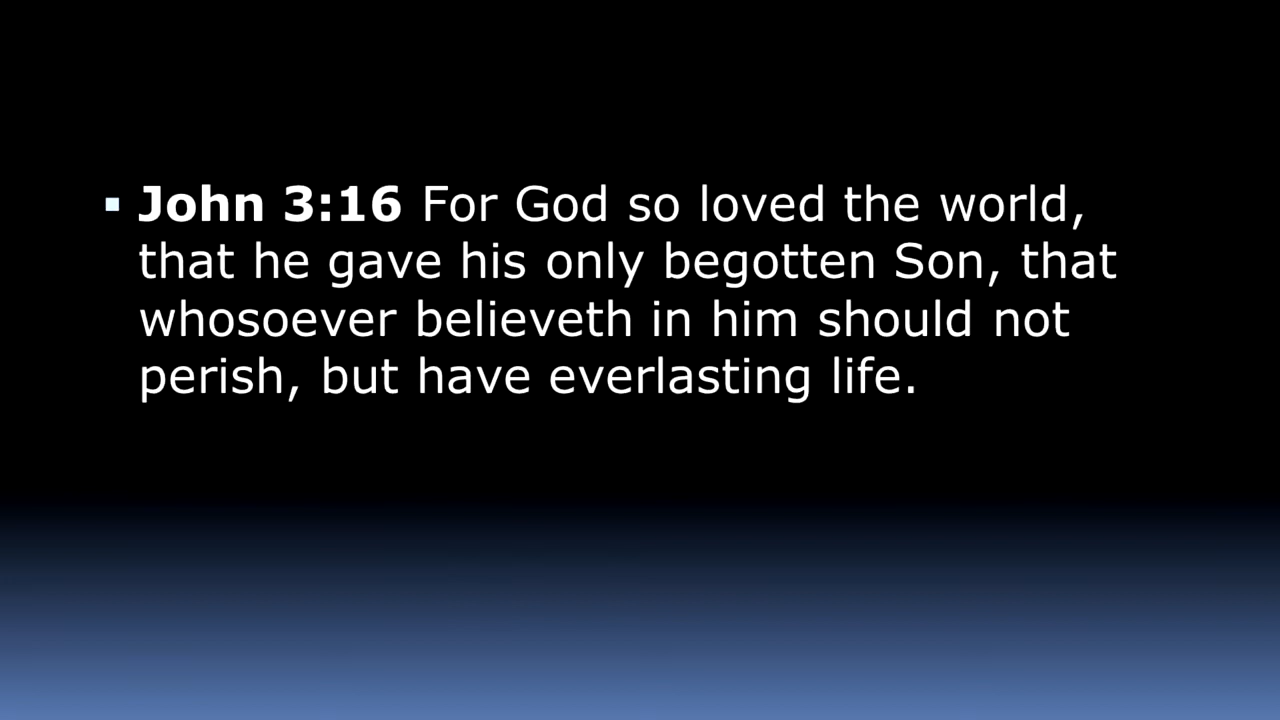 ▪ John 3:16 For God so loved the world,
that he gave his only begotten Son, that
whosoever believeth in him should not
perish, but have everlasting life.